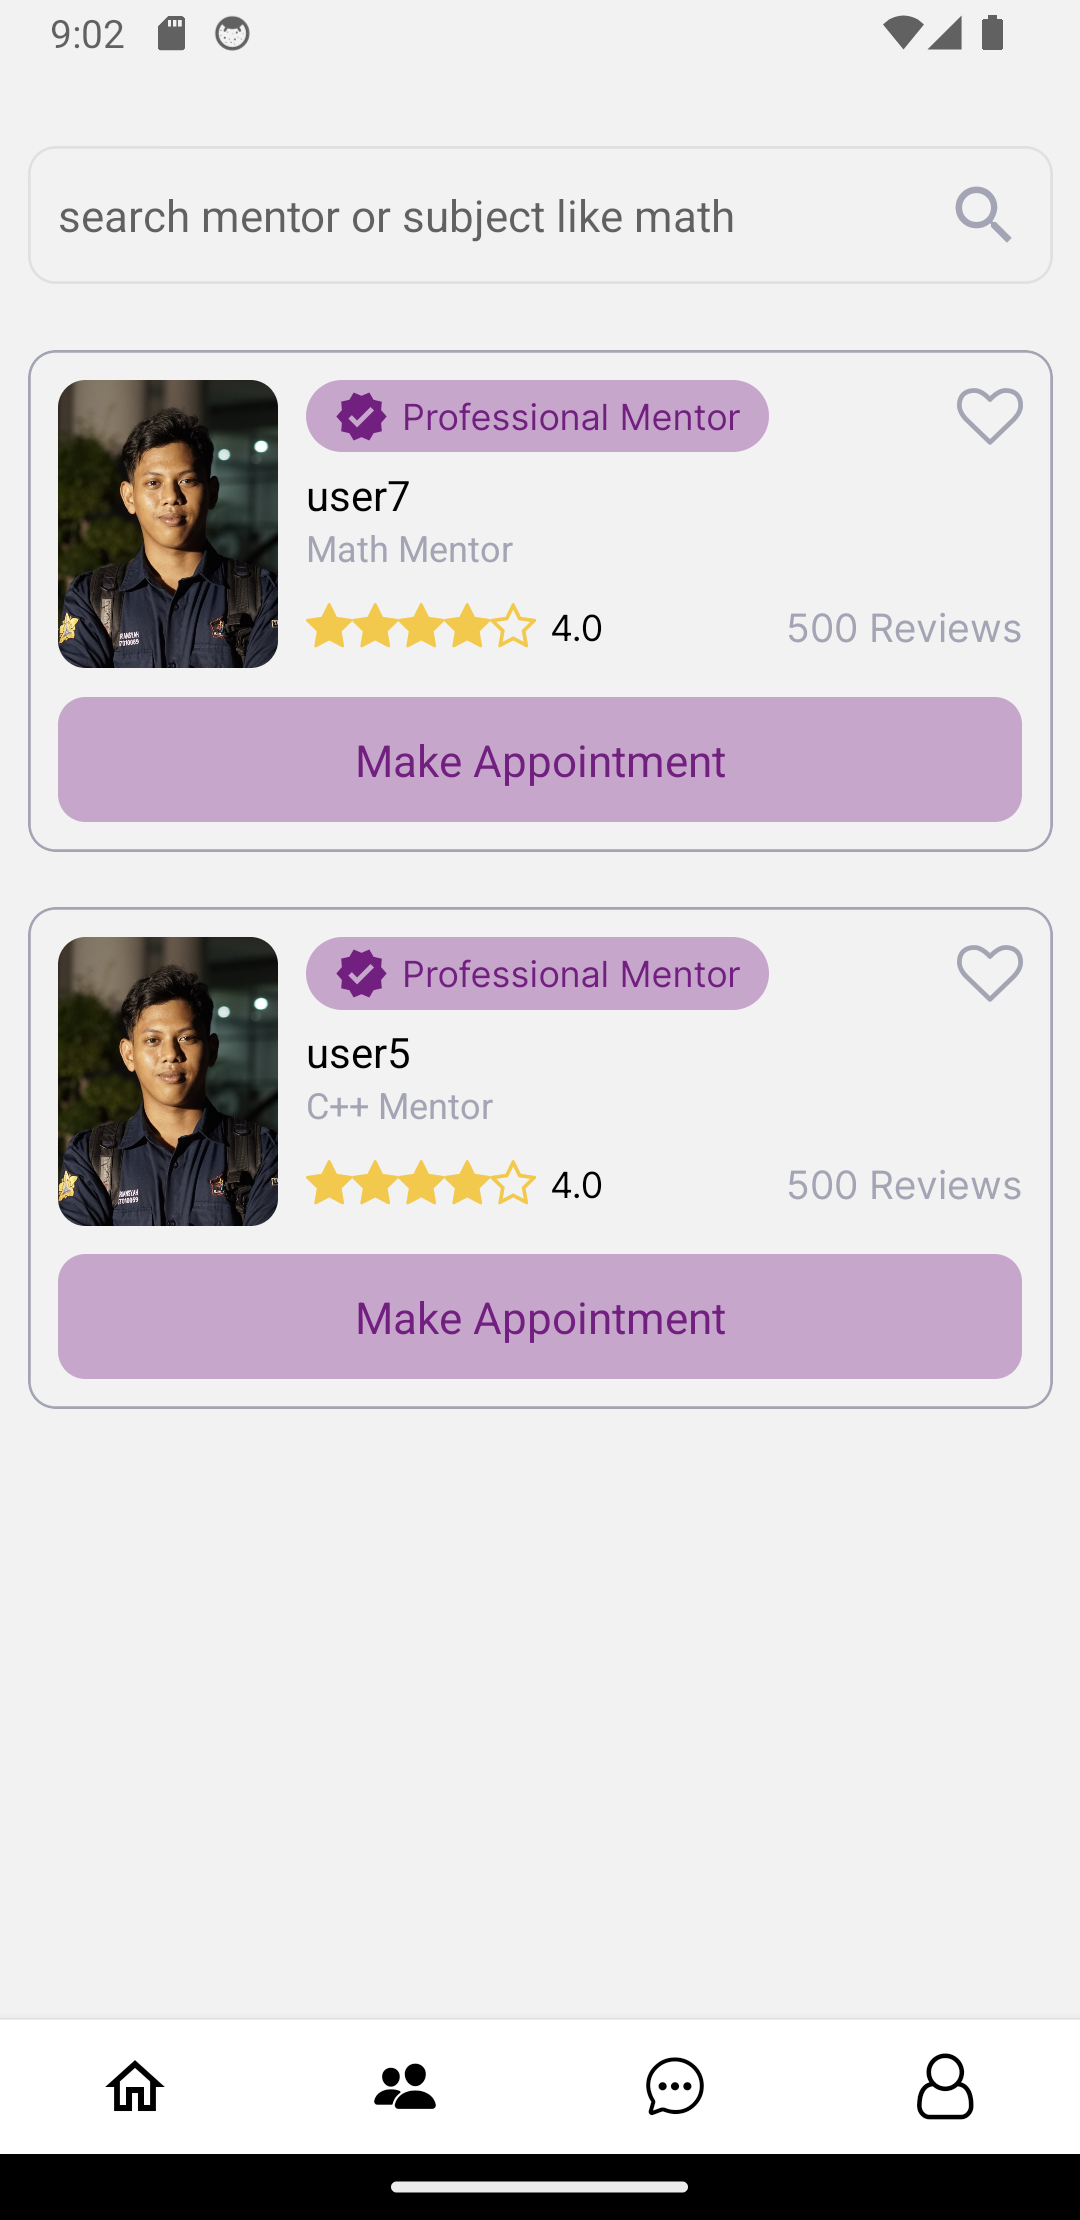 9:02
search mentor or subject like math
Professional Mentor
user7
Math Mentor
4.0
500 Reviews
Make Appointment
Professional Mentor
user5
C++ Mentor
4.0
500 Reviews
Make Appointment